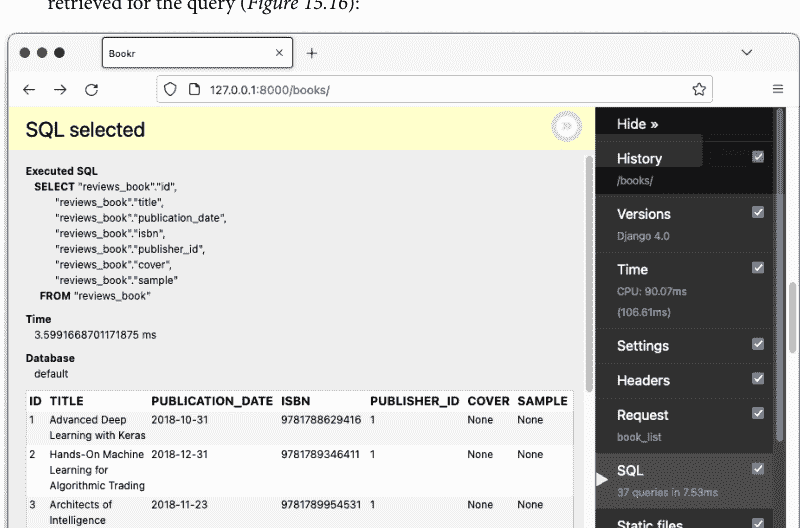 retrieved for the query (Figure 15.16):
Bookr
127.0.0.1:8000/books/
SQL selected
Executed SQL
SELECT "reviews_book"."id",
"reviews_book"."title",
"reviews_book"."publication_date",
"reviews_book"."isbn",
"reviews_book"."publisher_id",
"reviews_book"."cover",
"reviews_book"."sample"
FROM "reviews_book"
Time
3.5991668701171875 ms
Database
default
ID TITLE PUBLICATION_DATE ISBN PUBLISHER_ID COVER SAMPLE
1 Advanced Deep 2018-10-31 9781788629416 1 None None
Learning with Keras
2 Hands-On Machine 2018-12-31 9781789346411 1 None None
Learning for
Algorithmic Trading
3 Architects of 2018-11-23 9781789954531 1 None None
Intelligence
Hide »
History
/books/
Versions
Django 4.0
Time
CPU: 90.07ms
(106.61ms)
Settings
Headers
Request
book_list
SQL
37 queries in 7.53ms
Static files